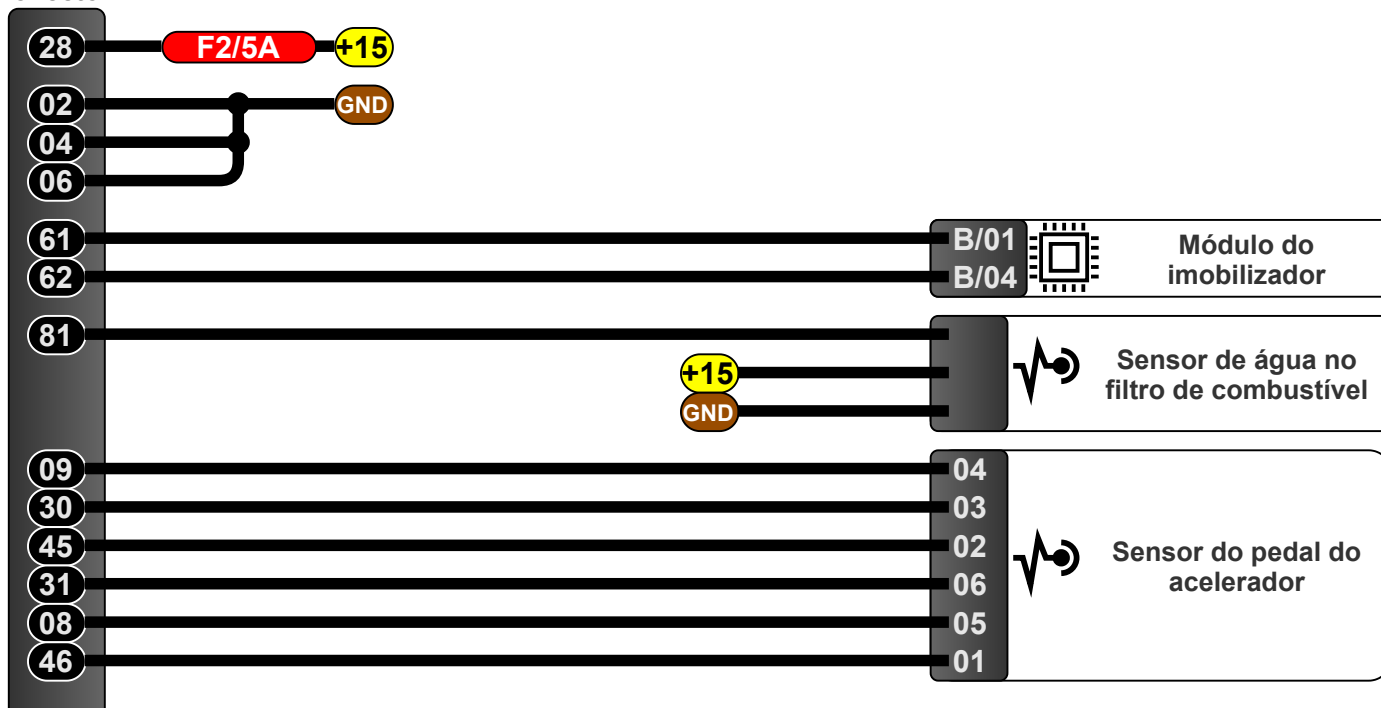 28 F2/5A +15
02 GND
04
06
61 B/01 Módulo do
62 B/04 imobilizador
81
+15 Sensor de água no
GND filtro de combustível
09 04
30 03
45 02 Sensor do pedal do
31 06 acelerador
08 05
46 01